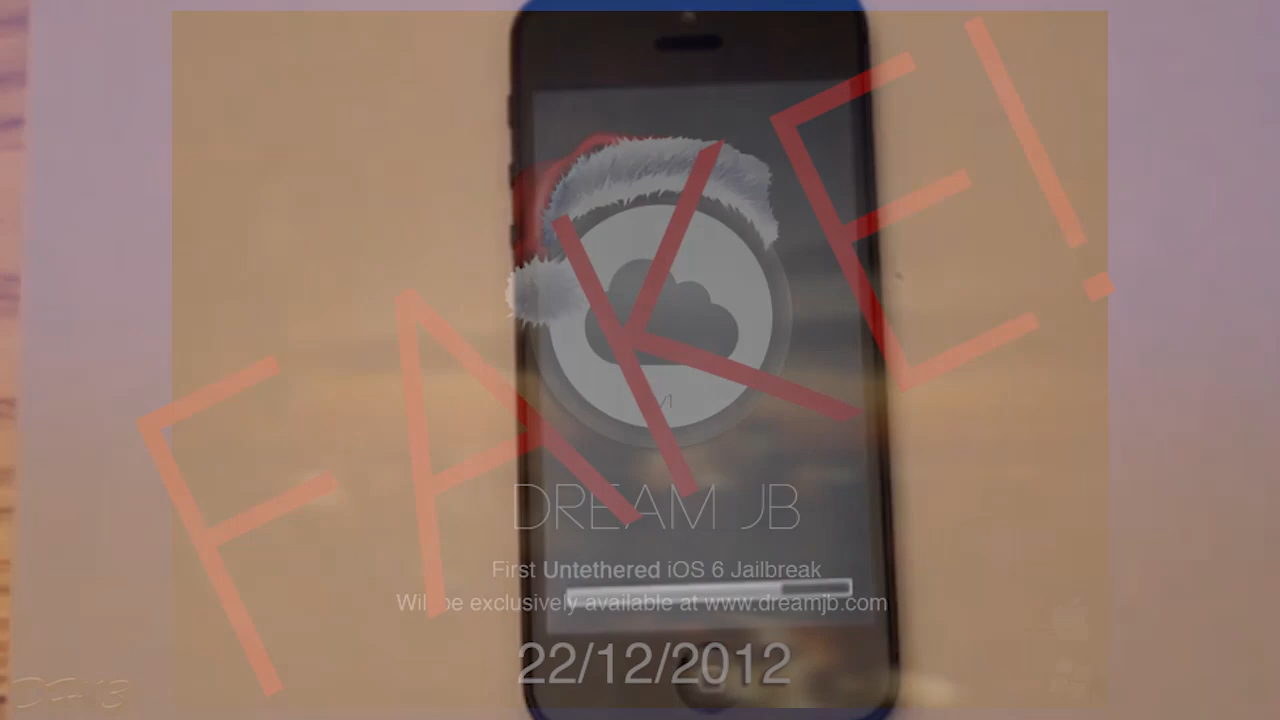 FAKE!
DREAM JB
First Untethered iOS 6 Jailbreak
Will be exclusively available at www.dreamjb.com
22/12/2012